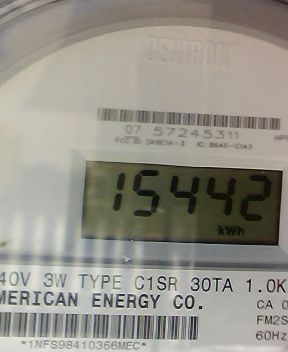 CENTRON®
07 57245311
15442
kWh
40V 3W TYPE C1SR 30TA 1.0K
MERICAN ENERGY CO.
CA 0
FM2S
60Hz
*1NFS98410366MEC*